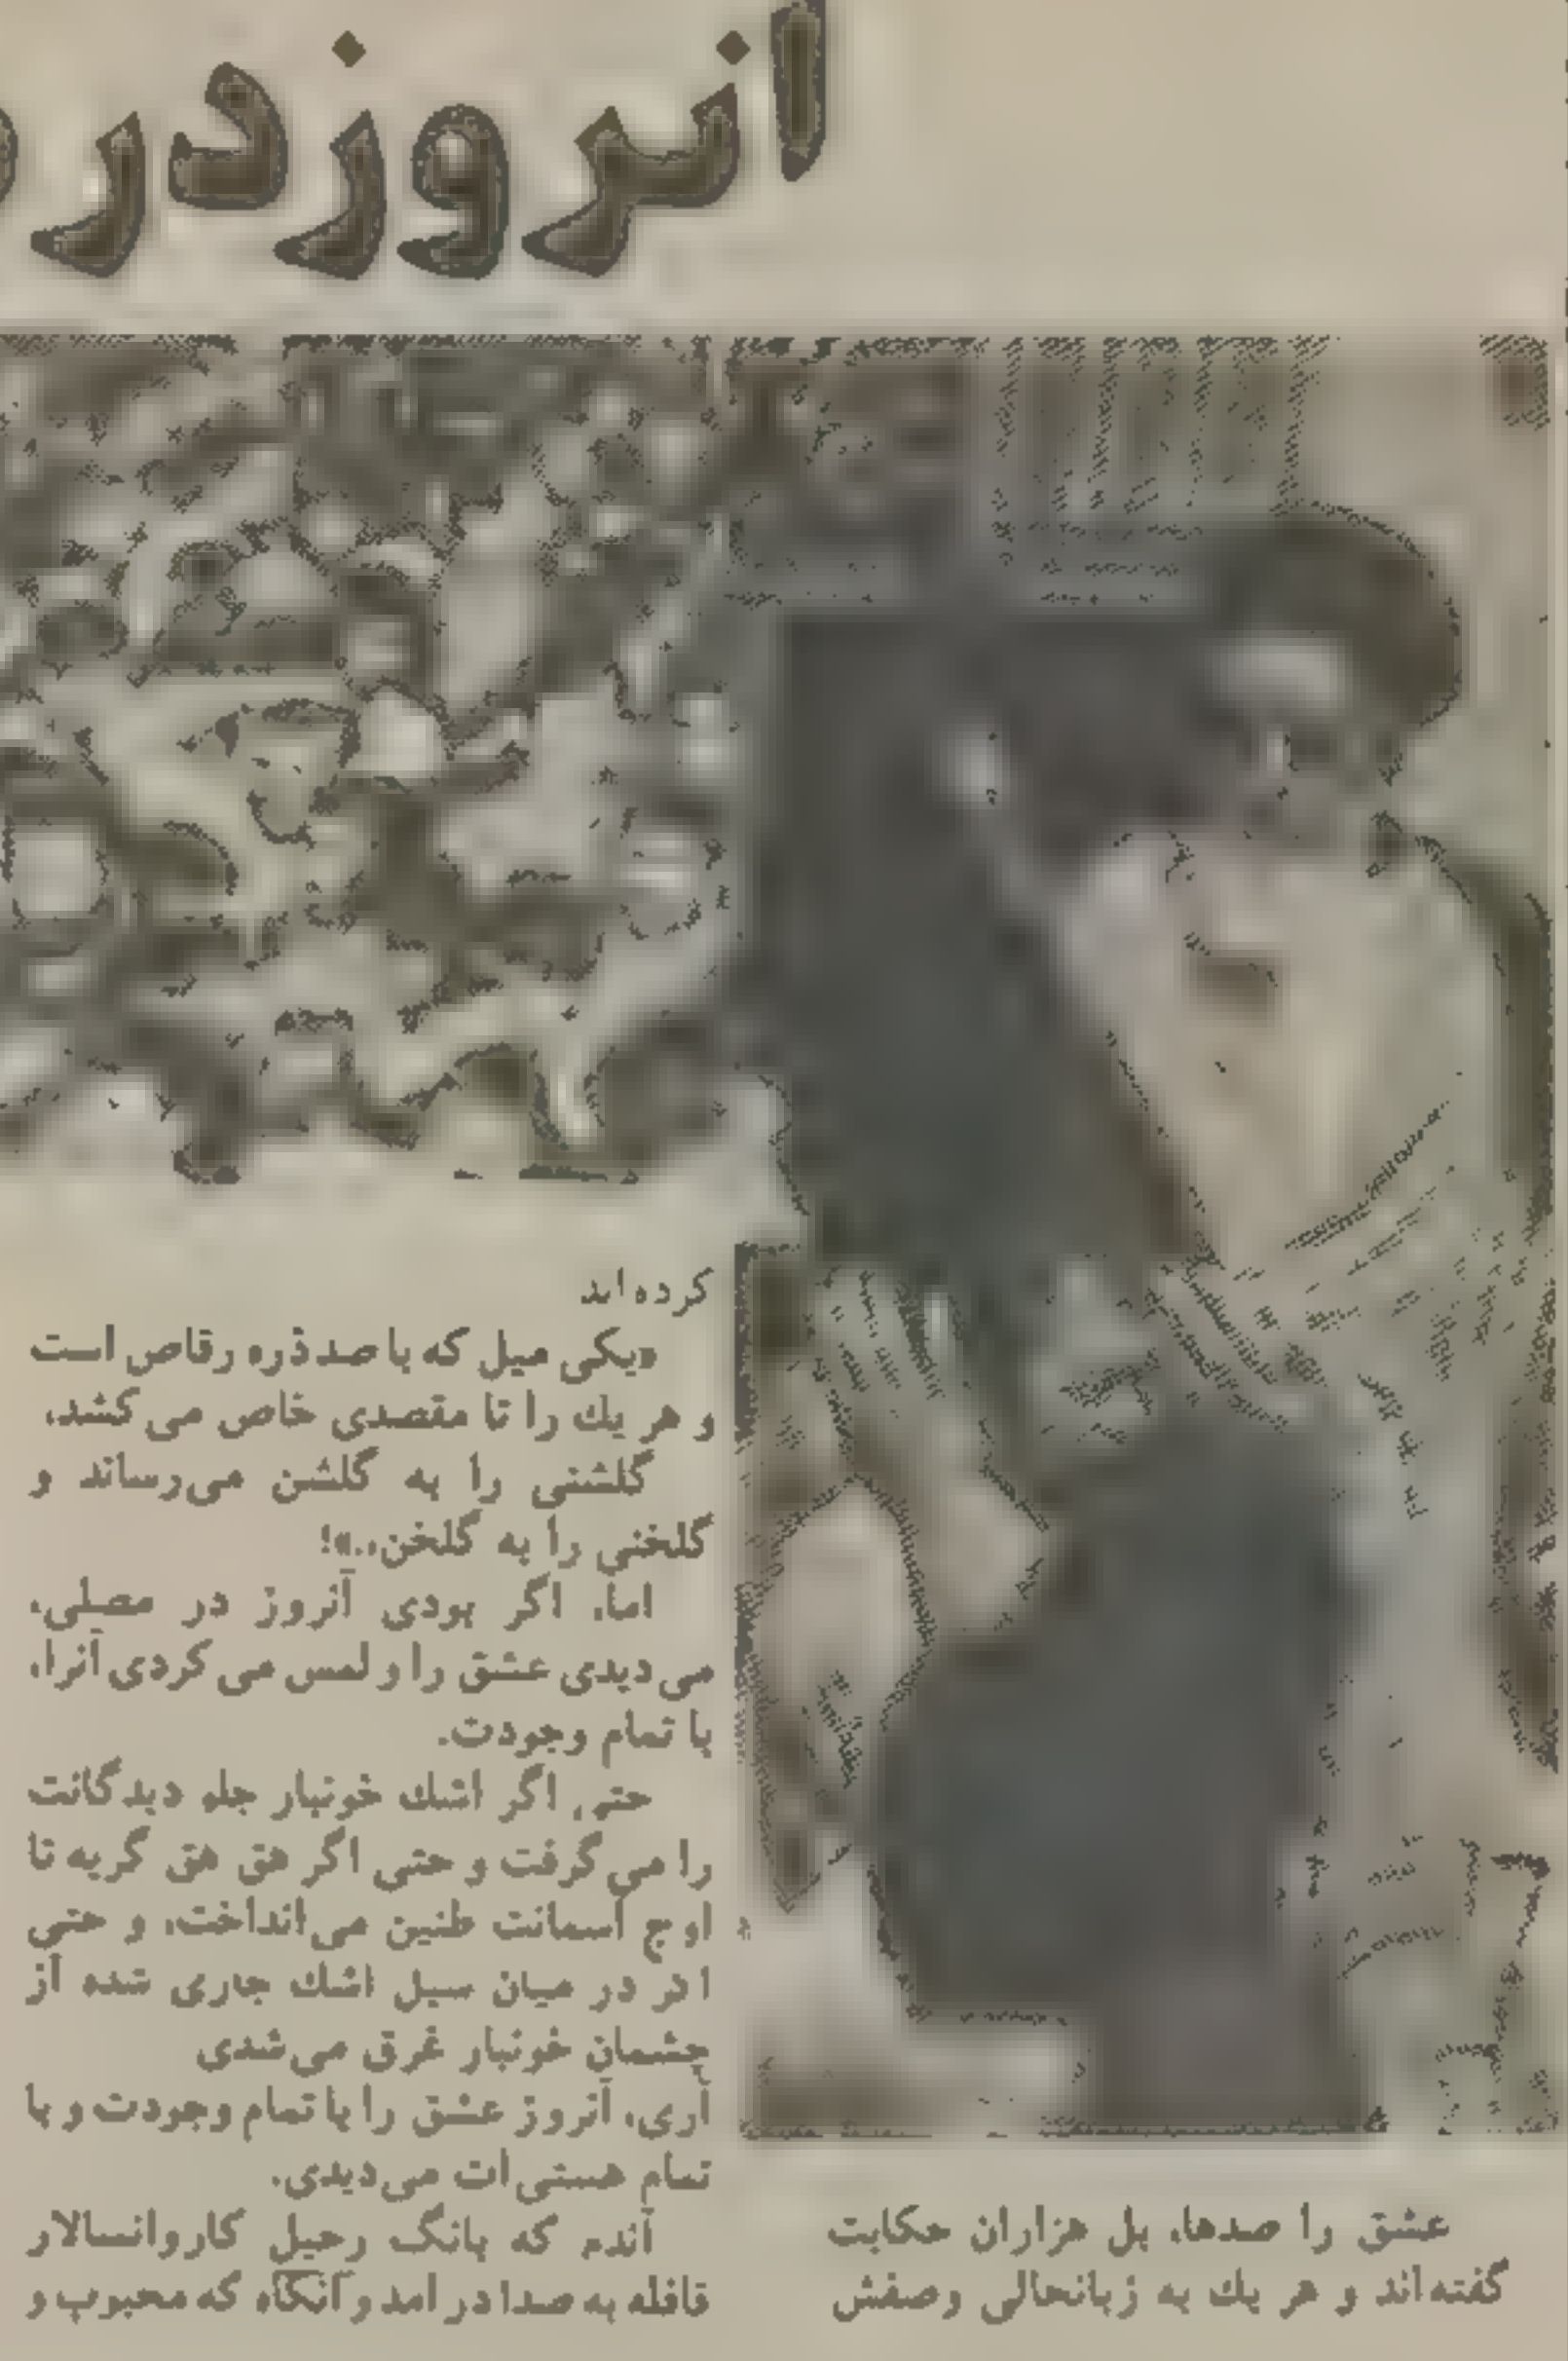 آنروز در
عشق را صدها، بل هزاران حکایت
گفته‌اند و هر یك به زبانحالی وصفش
کرده‌اند
«یکی میل که با صد ذره رقاص است
و هر یك را تا مقصدی خاص می‌کشد،
گلشنی را به گلشن می‌رساند و
گلخنی را به گلخن..»!
اما، اگر بودی آنروز در مصلی،
می‌دیدی عشق را و لمس می‌کردی آنرا،
با تمام وجودت.
حتی اگر اشك خونبار جلو دیدگانت
را می‌گرفت و حتی اگر هق هق گریه تا
اوج آسمانت طنین می‌انداخت، و حتی
در میان سیل اشك جاری شده از
چشمان خونبار غرق می‌شدی
آری، آنروز عشق را با تمام وجودت و با
تمام هستی‌ات می‌دیدی.
آندم که بانگ رحیل کاروانسالار
قافله به صدا درآمد و آنگاه که محبوب و